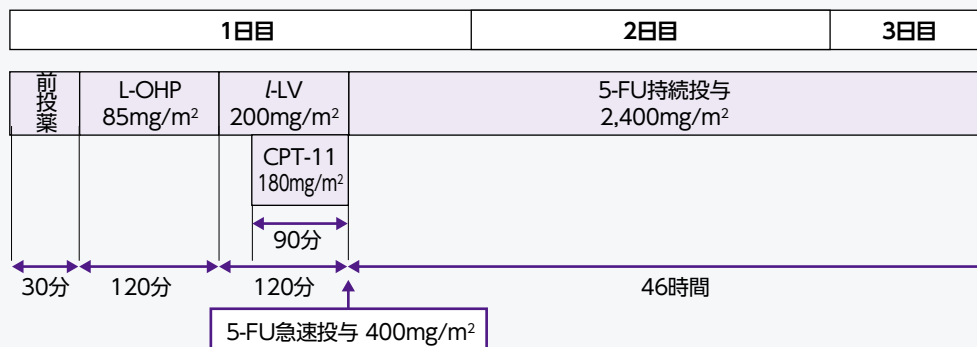 1日目 2日目 3日目
前投薬
L-OHP
85mg/m²
l-LV
200mg/m²
5-FU持続投与
2,400mg/m²
CPT-11
180mg/m²
90分
30分 120分 120分 46時間
5-FU急速投与 400mg/m²